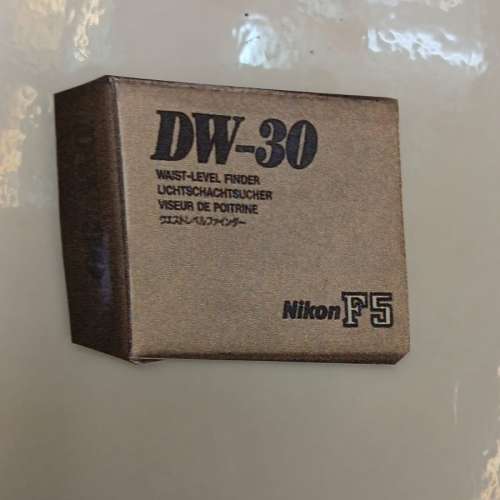 DW-30
WAIST-LEVEL FINDER
LICHTSCHACHTSUCHER
VISEUR DE POITRINE
ウエストレベルファインダー
Nikon F5